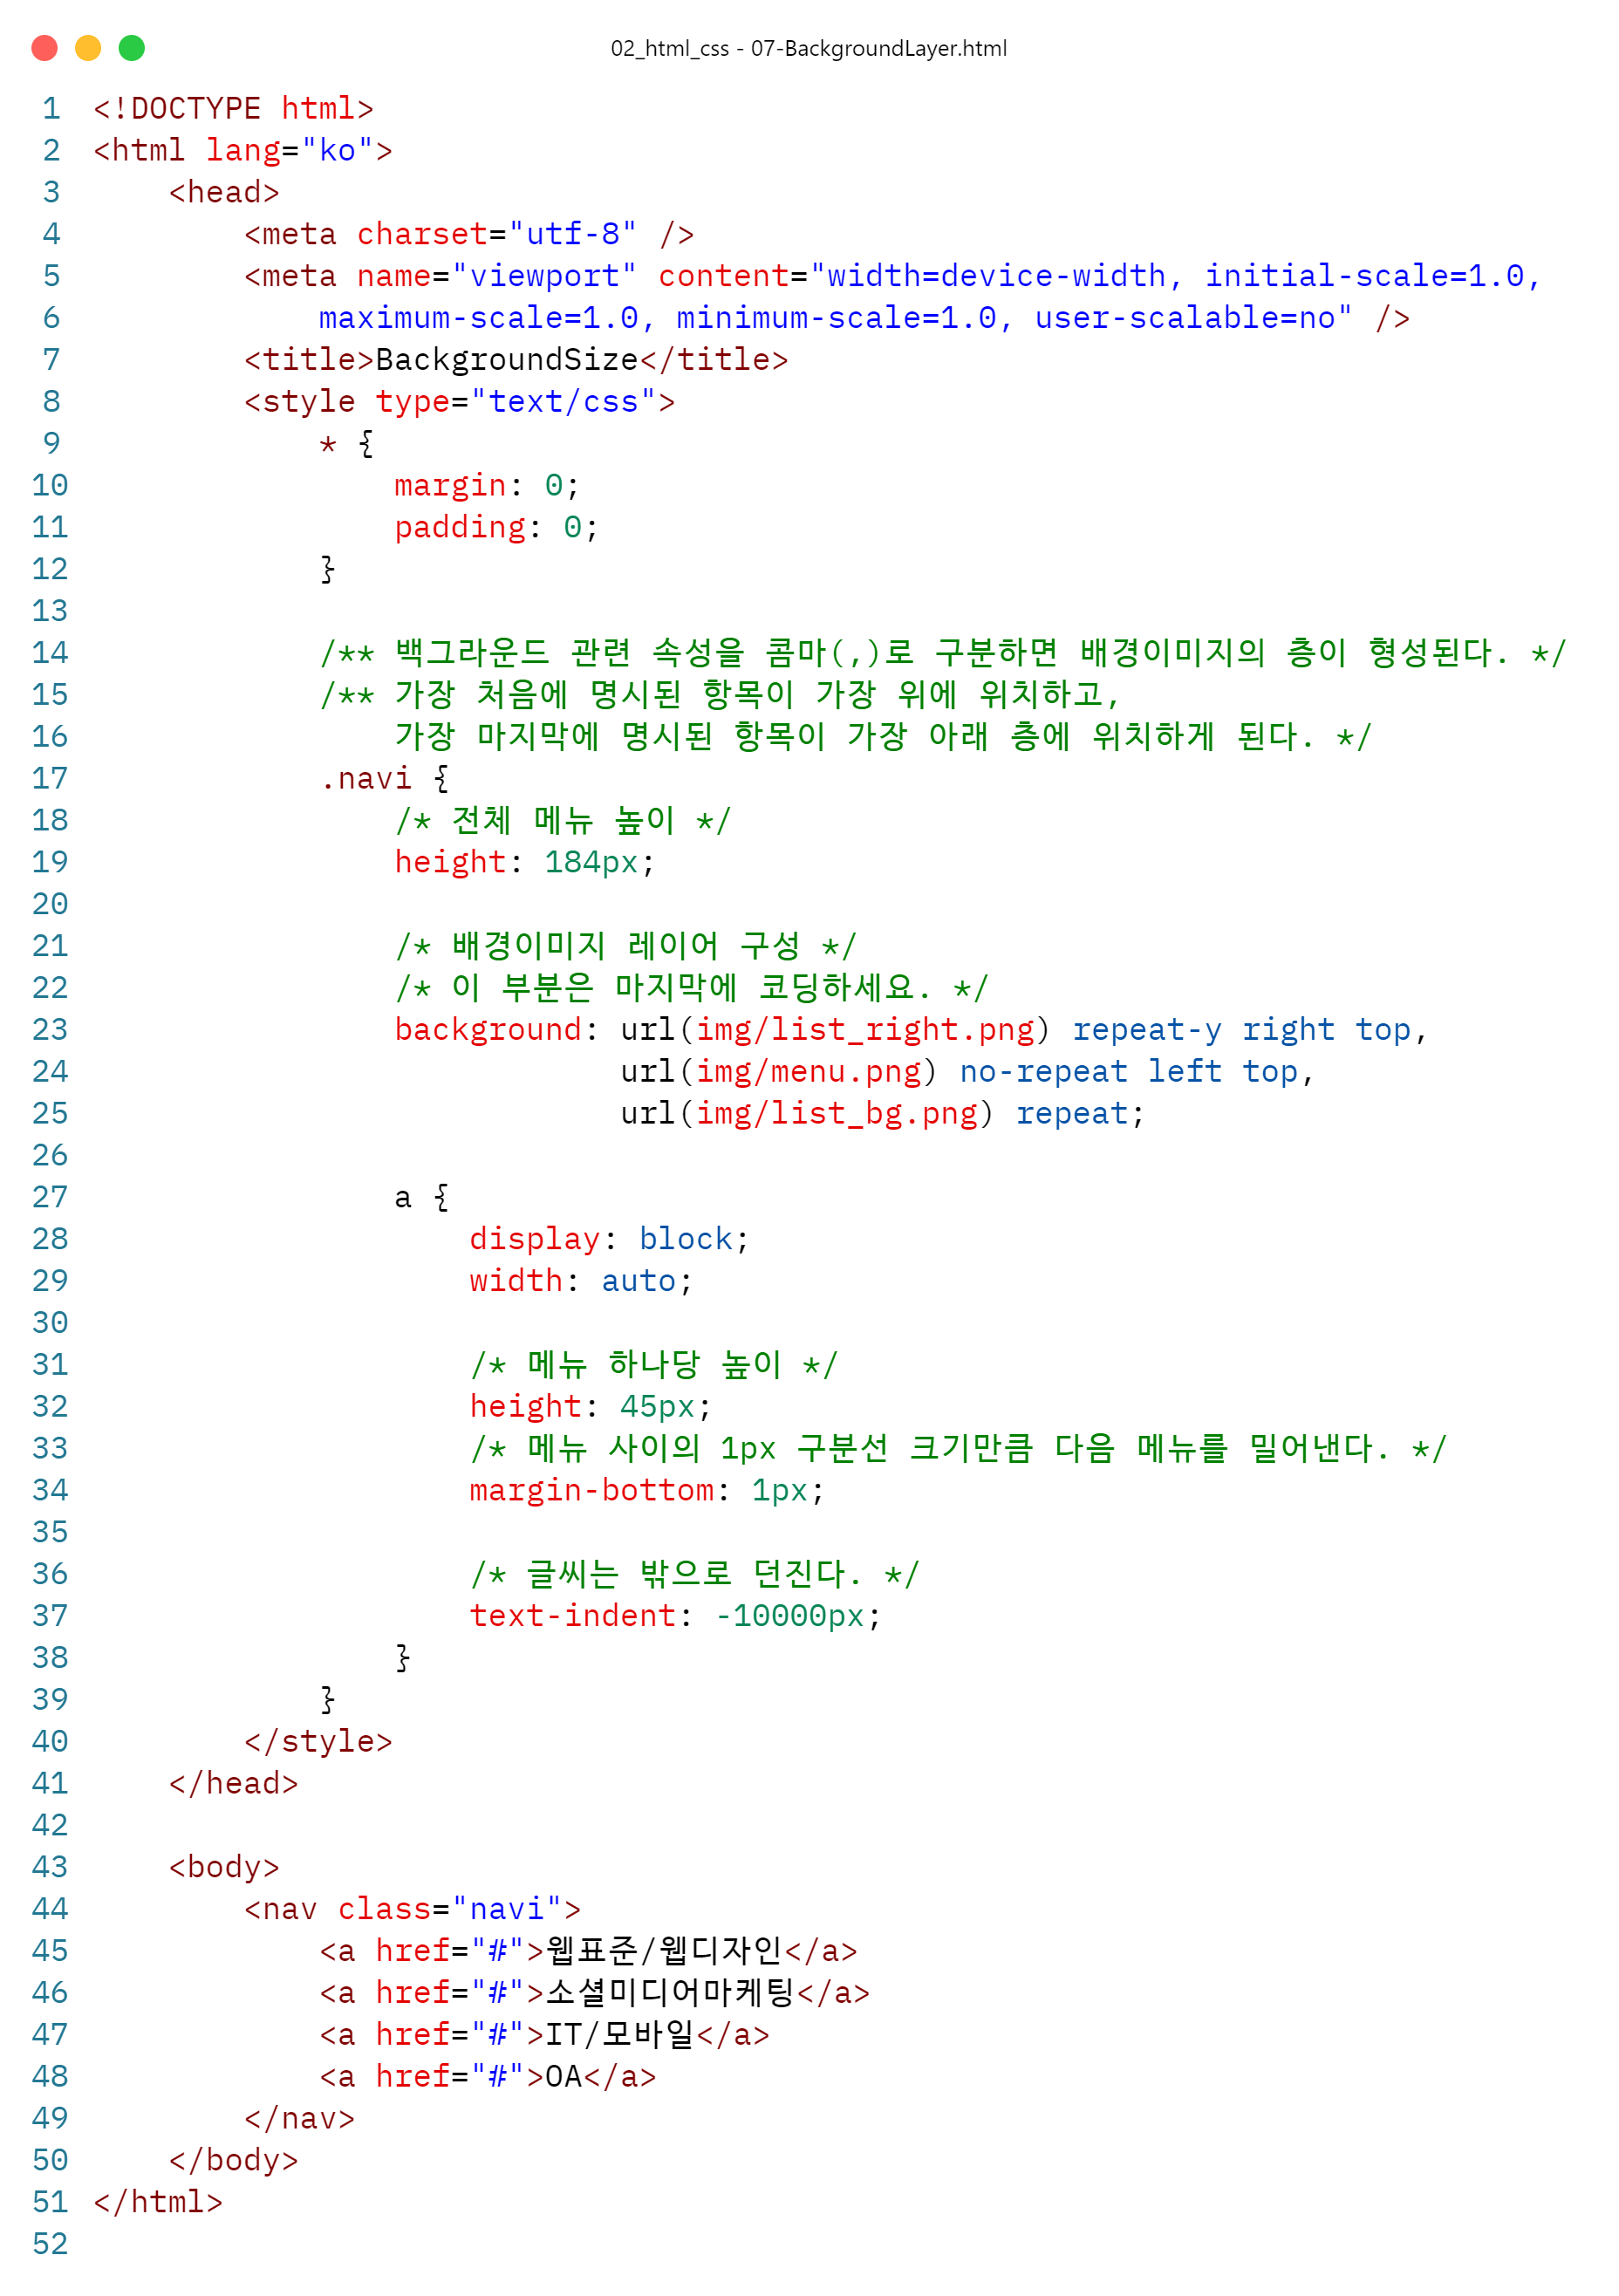 02_html_css - 07-BackgroundLayer.html
1 <!DOCTYPE html>
2 <html lang="ko">
3     <head>
4         <meta charset="utf-8" />
5         <meta name="viewport" content="width=device-width, initial-scale=1.0,
6             maximum-scale=1.0, minimum-scale=1.0, user-scalable=no" />
7         <title>BackgroundSize</title>
8         <style type="text/css">
9             * {
10                 margin: 0;
11                 padding: 0;
12             }
13
14             /** 백그라운드 관련 속성을 콤마(,)로 구분하면 배경이미지의 층이 형성된다. */
15             /** 가장 처음에 명시된 항목이 가장 위에 위치하고,
16                 가장 마지막에 명시된 항목이 가장 아래 층에 위치하게 된다. */
17             .navi {
18                 /* 전체 메뉴 높이 */
19                 height: 184px;
20
21                 /* 배경이미지 레이어 구성 */
22                 /* 이 부분은 마지막에 코딩하세요. */
23                 background: url(img/list_right.png) repeat-y right top,
24                             url(img/menu.png) no-repeat left top,
25                             url(img/list_bg.png) repeat;
26
27                 a {
28                     display: block;
29                     width: auto;
30
31                     /* 메뉴 하나당 높이 */
32                     height: 45px;
33                     /* 메뉴 사이의 1px 구분선 크기만큼 다음 메뉴를 밀어낸다. */
34                     margin-bottom: 1px;
35
36                     /* 글씨는 밖으로 던진다. */
37                     text-indent: -10000px;
38                 }
39             }
40         </style>
41     </head>
42
43     <body>
44         <nav class="navi">
45             <a href="#">웹표준/웹디자인</a>
46             <a href="#">소셜미디어마케팅</a>
47             <a href="#">IT/모바일</a>
48             <a href="#">OA</a>
49         </nav>
50     </body>
51 </html>
52